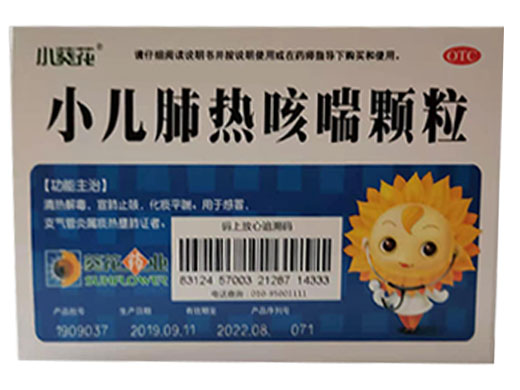 小葵花®
请仔细阅读说明书并按说明使用或在药师指导下购买和使用。
OTC
小儿肺热咳喘颗粒
【功能主治】
清热解毒、宣肺止咳、化痰平喘。用于感冒、
支气管炎属痰热壅肺证者。
码上放心追溯码
83124 57003 21287 14333
葵花药业
SUNFLOWER
产品批号 生产日期 有效期至 产品序列号
1909037 2019.09.11 2022.08. 071